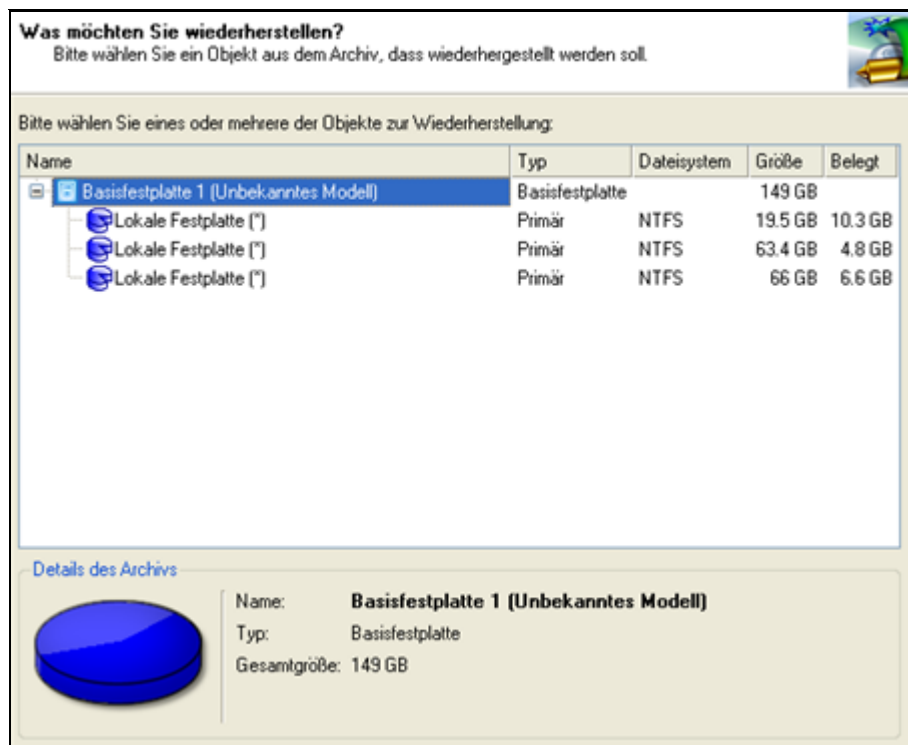 Was möchten Sie wiederherstellen?
Bitte wählen Sie ein Objekt aus dem Archiv, dass wiederhergestellt werden soll.
Bitte wählen Sie eines oder mehrere der Objekte zur Wiederherstellung:
Name Typ Dateisystem Größe Belegt
Basisfestplatte 1 (Unbekanntes Modell) Basisfestplatte 149 GB
Lokale Festplatte (") Primär NTFS 19.5 GB 10.3 GB
Lokale Festplatte (") Primär NTFS 63.4 GB 4.8 GB
Lokale Festplatte (") Primär NTFS 66 GB 6.6 GB
Details des Archivs
Name: Basisfestplatte 1 (Unbekanntes Modell)
Typ: Basisfestplatte
Gesamtgröße: 149 GB